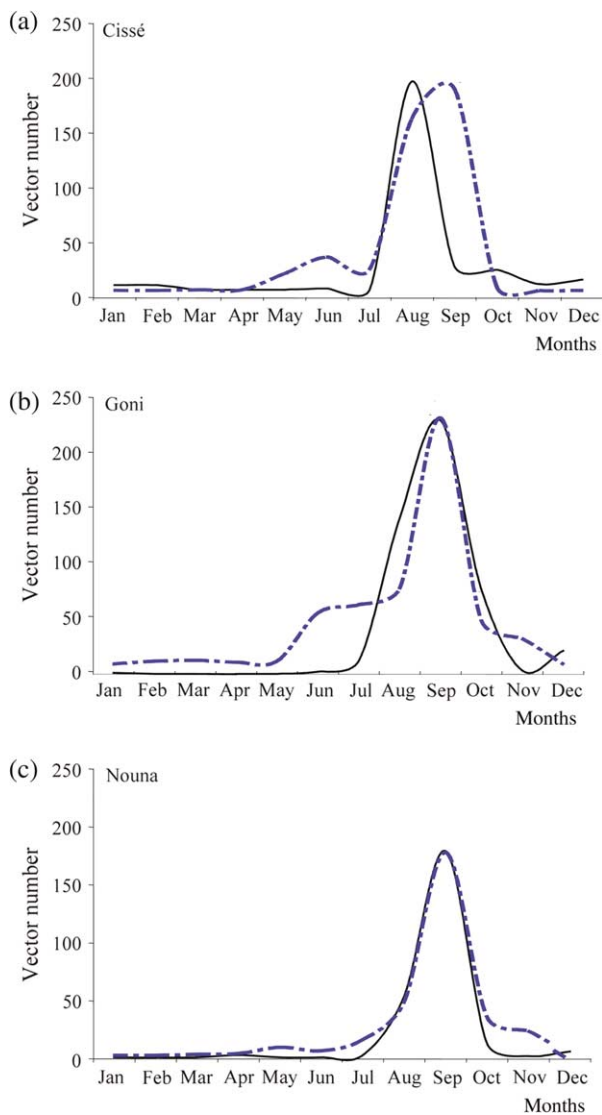 (a)
Cissé
Vector number
250
200
150
100
50
0
Jan Feb Mar Apr May Jun Jul Aug Sep Oct Nov Dec
Months
(b)
Goni
Vector number
250
200
150
100
50
0
Jan Feb Mar Apr May Jun Jul Aug Sep Oct Nov Dec
Months
(c)
Nouna
Vector number
250
200
150
100
50
0
Jan Feb Mar Apr May Jun Jul Aug Sep Oct Nov Dec
Months